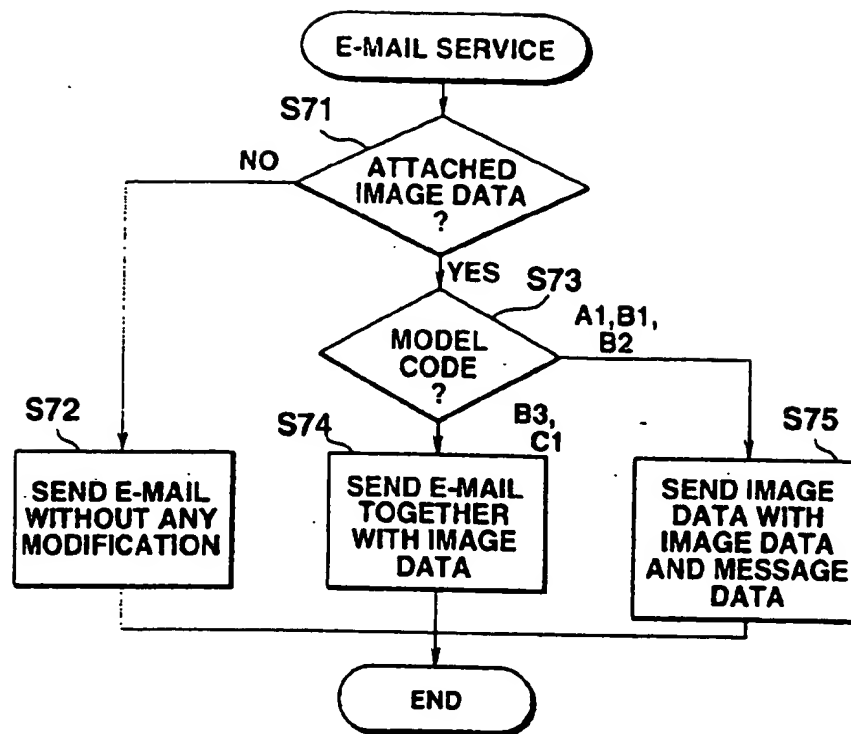 E-MAIL SERVICE
S71
NO
ATTACHED
IMAGE DATA
?
YES
S73
MODEL
CODE
?
A1,B1,
B2
B3,
C1
S72
SEND E-MAIL
WITHOUT ANY
MODIFICATION
S74
SEND E-MAIL
TOGETHER
WITH IMAGE
DATA
S75
SEND IMAGE
DATA WITH
IMAGE DATA
AND MESSAGE
DATA
END